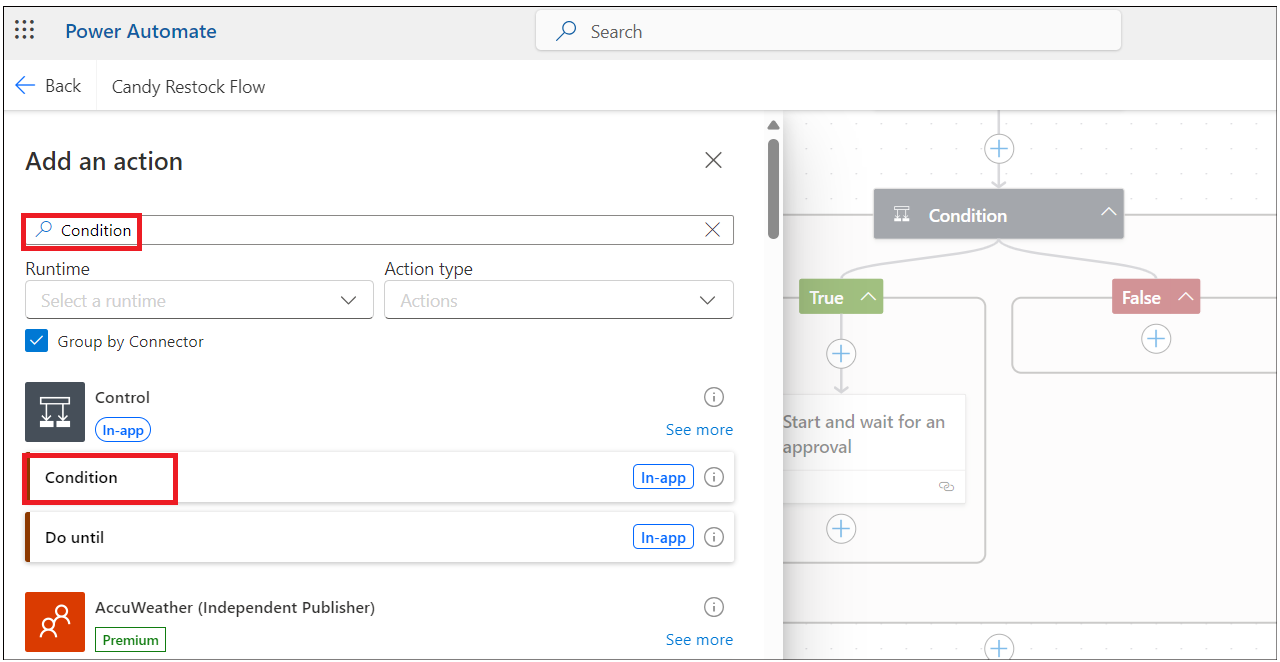 Power Automate
Search
Back
Candy Restock Flow
Add an action
Condition
Runtime
Action type
Select a runtime
Actions
Group by Connector
Control
In-app
See more
Condition
In-app
Do until
In-app
AccuWeather (Independent Publisher)
Premium
See more
Condition
True
False
Start and wait for an
approval